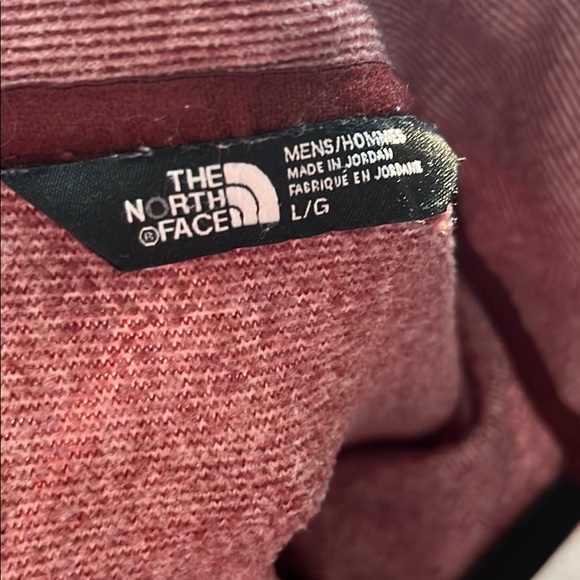 THE
NORTH
®FACE
MENS/HOMMES
MADE IN JORDAN
FABRIQUÉ EN JORDANIE
L/G